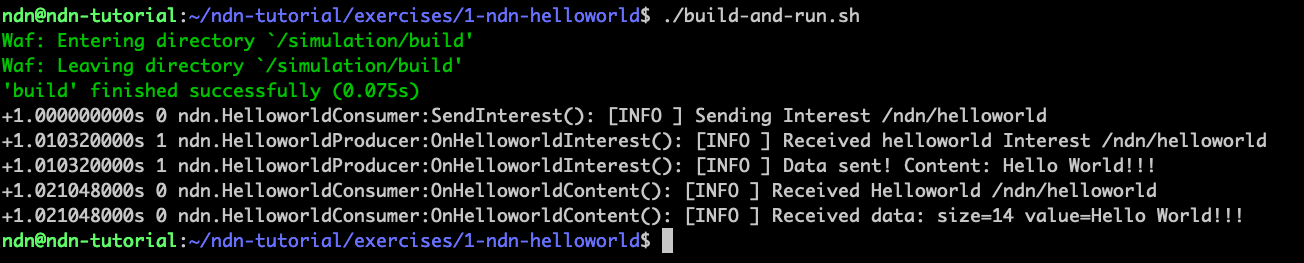 ndn@ndn-tutorial:~/ndn-tutorial/exercises/1-ndn-helloworld$ ./build-and-run.sh
Waf: Entering directory `/simulation/build'
Waf: Leaving directory `/simulation/build'
'build' finished successfully (0.075s)
+1.000000000s 0 ndn.HelloworldConsumer:SendInterest(): [INFO ] Sending Interest /ndn/helloworld
+1.010320000s 1 ndn.HelloworldProducer:OnHelloworldInterest(): [INFO ] Received helloworld Interest /ndn/helloworld
+1.010320000s 1 ndn.HelloworldProducer:OnHelloworldInterest(): [INFO ] Data sent! Content: Hello World!!!
+1.021048000s 0 ndn.HelloworldConsumer:OnHelloworldContent(): [INFO ] Received Helloworld /ndn/helloworld
+1.021048000s 0 ndn.HelloworldConsumer:OnHelloworldContent(): [INFO ] Received data: size=14 value=Hello World!!!
ndn@ndn-tutorial:~/ndn-tutorial/exercises/1-ndn-helloworld$